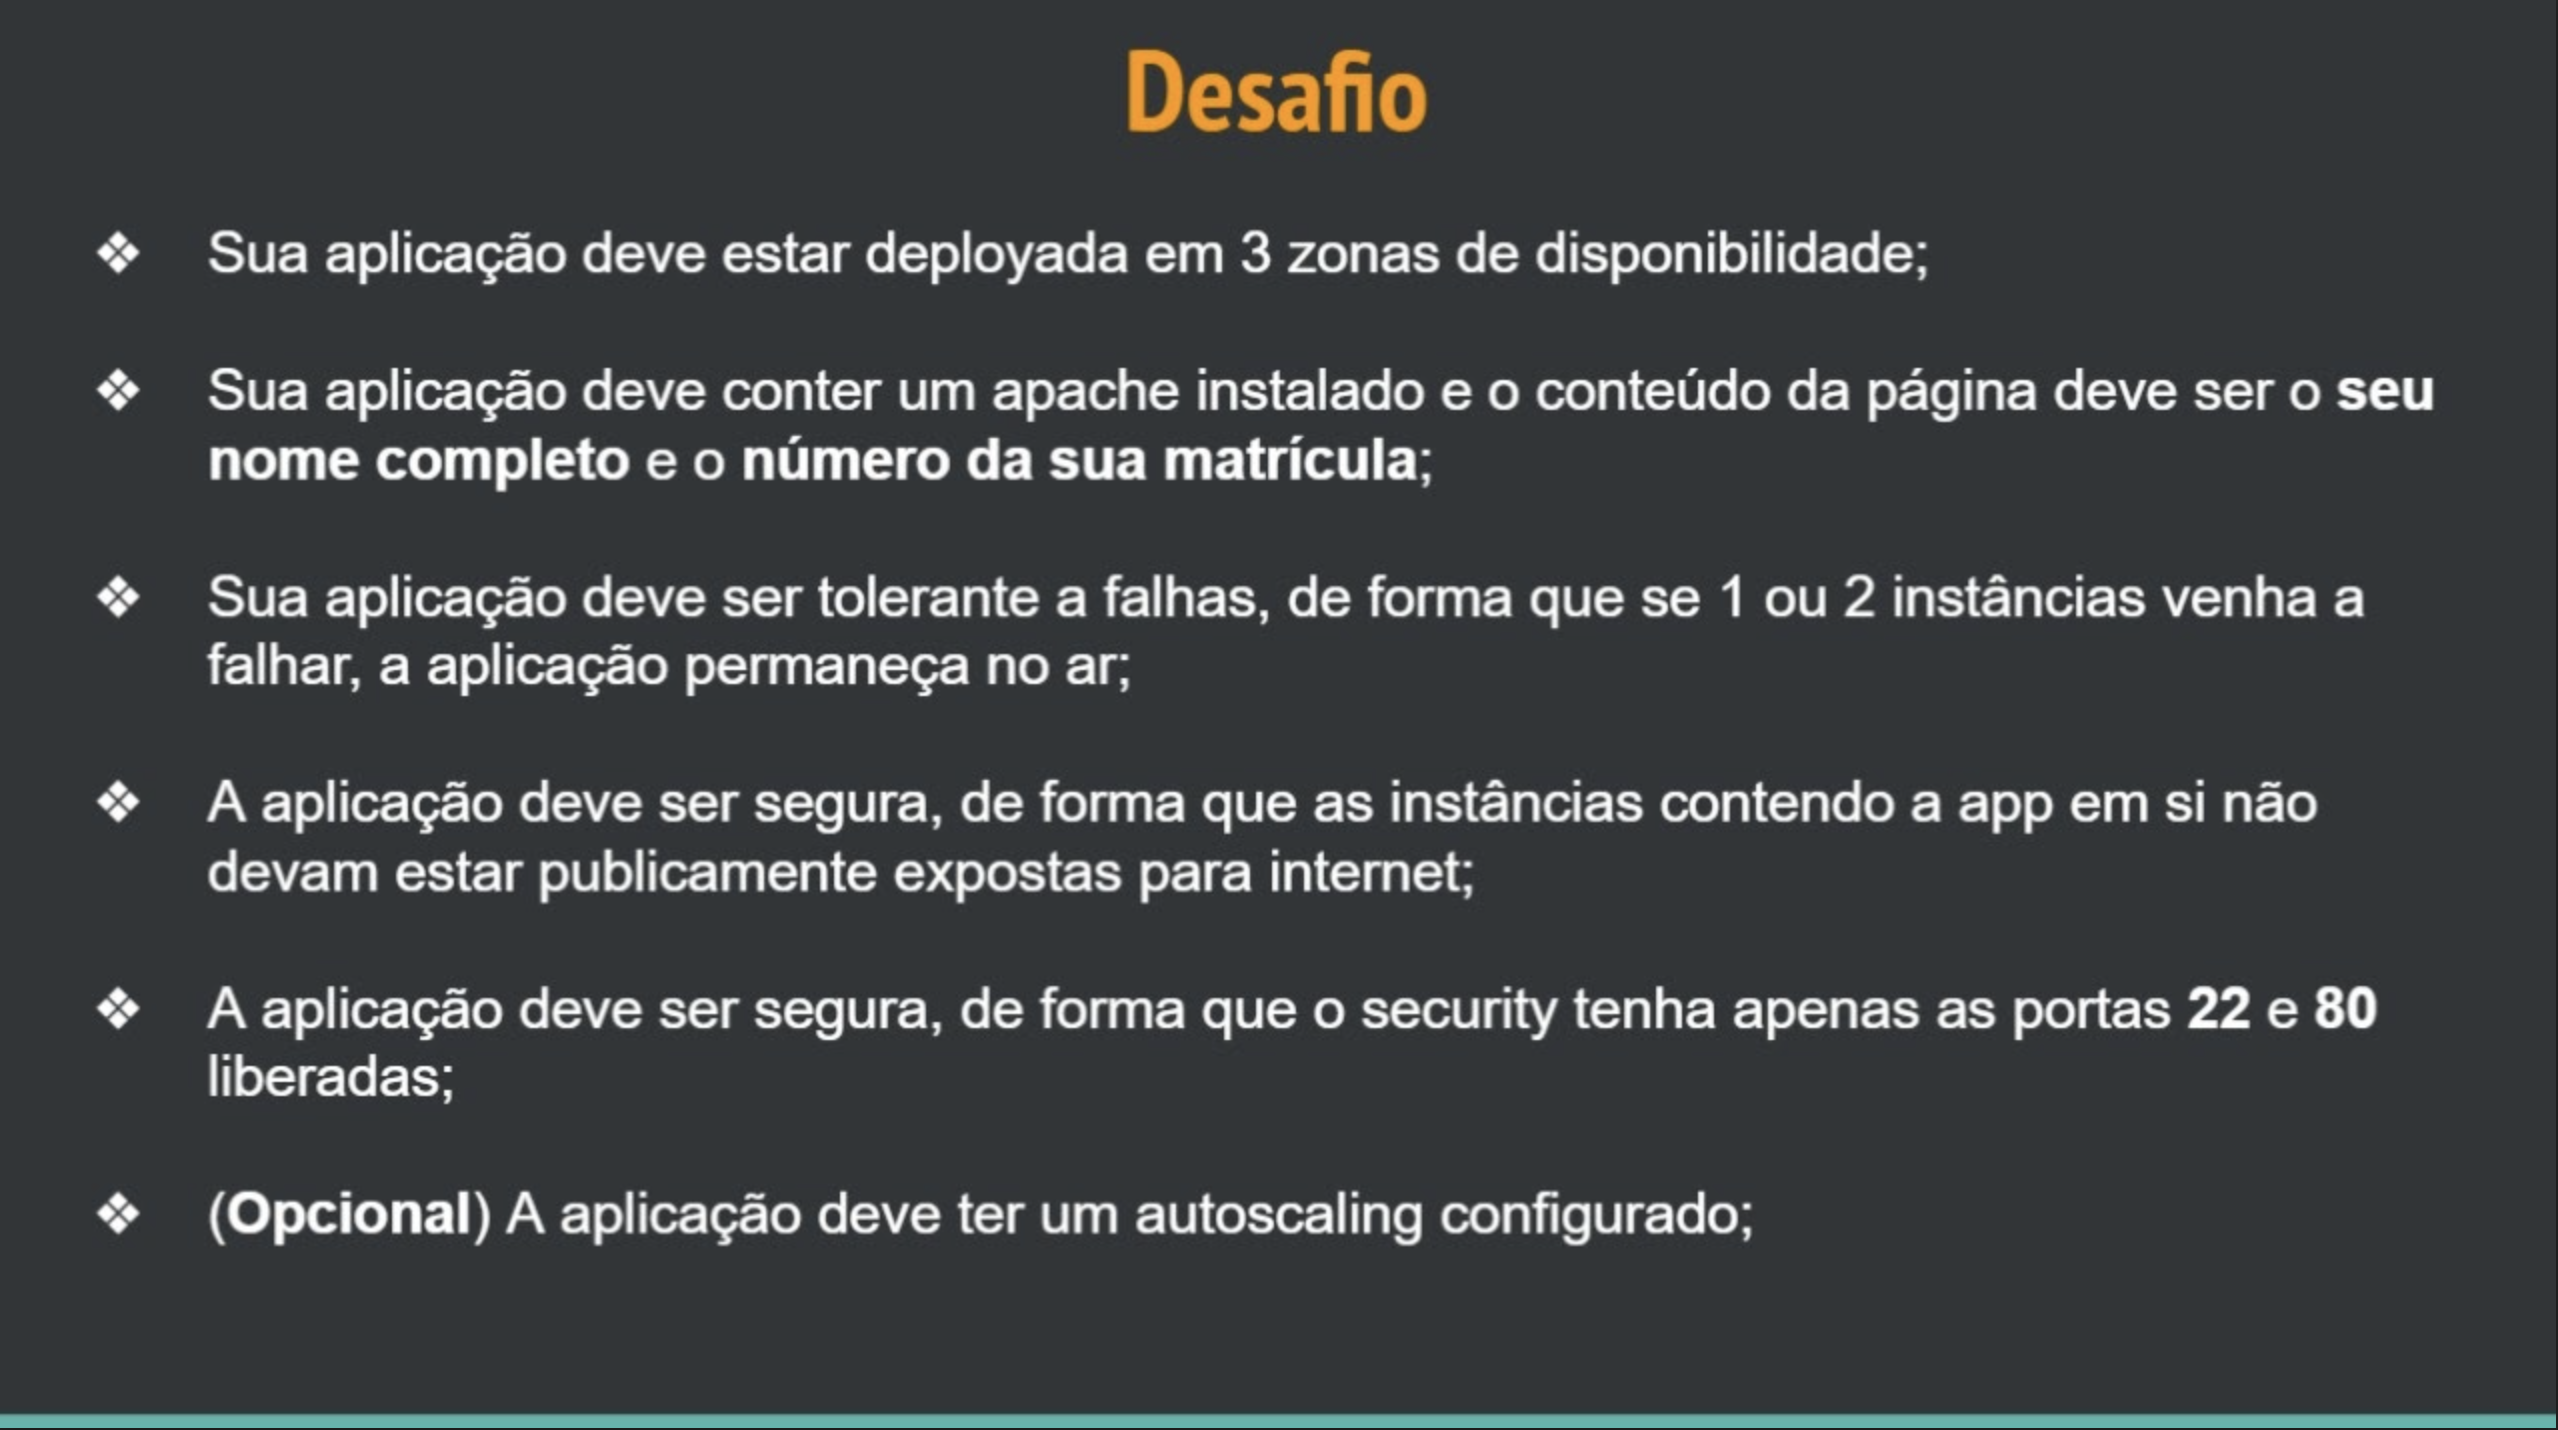 Desafio
❖ Sua aplicação deve estar deployada em 3 zonas de disponibilidade;
❖ Sua aplicação deve conter um apache instalado e o conteúdo da página deve ser o seu
nome completo e o número da sua matrícula;
❖ Sua aplicação deve ser tolerante a falhas, de forma que se 1 ou 2 instâncias venha a
falhar, a aplicação permaneça no ar;
❖ A aplicação deve ser segura, de forma que as instâncias contendo a app em si não
devam estar publicamente expostas para internet;
❖ A aplicação deve ser segura, de forma que o security tenha apenas as portas 22 e 80
liberadas;
❖ (Opcional) A aplicação deve ter um autoscaling configurado;